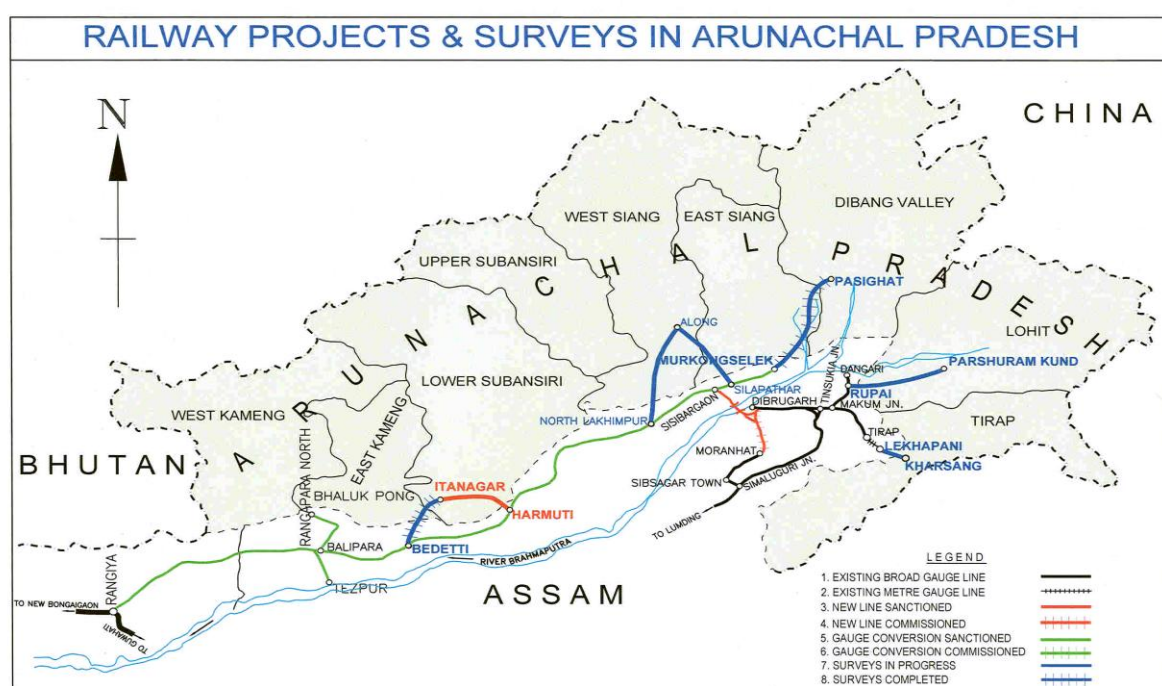 RAILWAY PROJECTS & SURVEYS IN ARUNACHAL PRADESH
N
CHINA
DIBANG VALLEY
WEST SIANG
EAST SIANG
UPPER SUBANSIRI
ARUNACHAL PRADESH
PASIGHAT
ALONG
LOHIT
MURKONGSELEK
DANGARI
PARSHURAM KUND
LOWER SUBANSIRI
SILAPATHAR
TINSUKIA JN.
RUPAI
WEST KAMENG
EAST KAMENG
NORTH LAKHIMPUR
SISIBARGAON
DIBRUGARH
MAKUM JN.
TIRAP
TIRAP
BHUTAN
RANGAPARA NORTH
MORANHAT
LEKHAPANI
KHARSANG
BHALUK PONG
ITANAGAR
SIBSAGAR TOWN
SIMALUGURI JN.
HARMUTI
TO LUMDING
BALIPARA
BEDETTI
RIVER BRAHMAPUTRA
TEZPUR
ASSAM
RANGIYA
TO NEW BONGAIGAON
TO GUWAHATI
LEGEND
1. EXISTING BROAD GAUGE LINE
2. EXISTING METRE GAUGE LINE
3. NEW LINE SANCTIONED
4. NEW LINE COMMISSIONED
5. GAUGE CONVERSION SANCTIONED
6. GAUGE CONVERSION COMMISSIONED
7. SURVEYS IN PROGRESS
8. SURVEYS COMPLETED